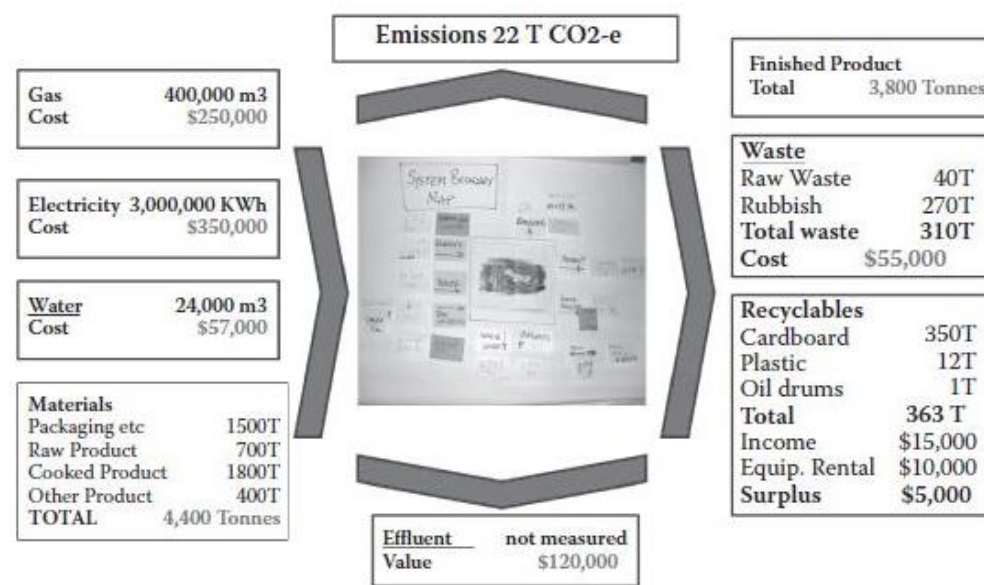 Emissions 22 T CO2-e
Gas 400,000 m3
Cost $250,000
Electricity 3,000,000 KWh
Cost $350,000
Water 24,000 m3
Cost $57,000
Materials
Packaging etc 1500T
Raw Product 700T
Cooked Product 1800T
Other Product 400T
TOTAL 4,400 Tonnes
SYSTEM BOUNDARY
MAP
Effluent not measured
Value $120,000
Finished Product
Total 3,800 Tonnes
Waste
Raw Waste 40T
Rubbish 270T
Total waste 310T
Cost $55,000
Recyclables
Cardboard 350T
Plastic 12T
Oil drums 1T
Total 363 T
Income $15,000
Equip. Rental $10,000
Surplus $5,000